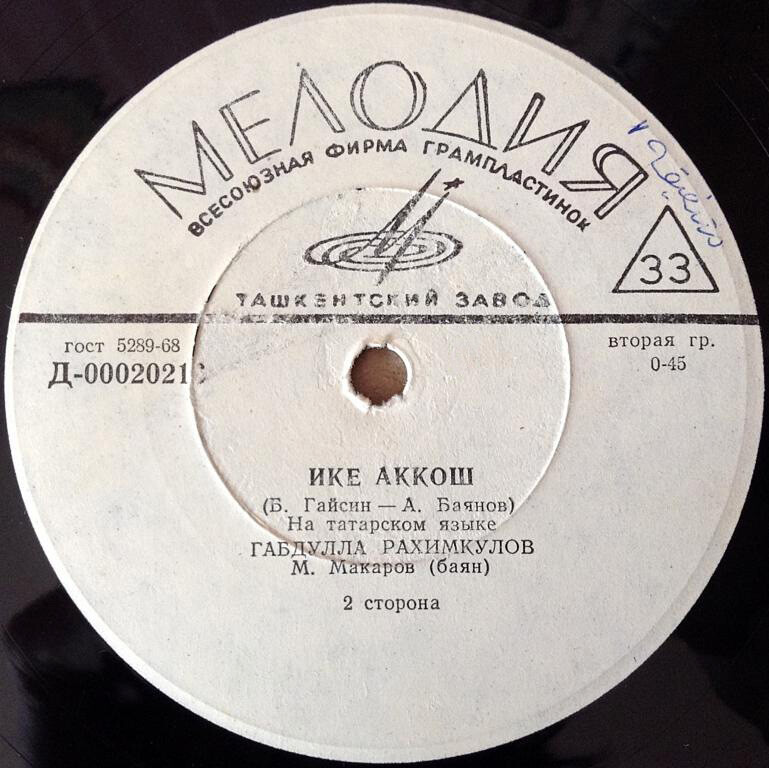 МЕЛОДИЯ
ВСЕСОЮЗНАЯ ФИРМА ГРАМПЛАСТИНОК
33
ТАШКЕНТСКИЙ ЗАВОД
гост 5289-68
вторая гр.
0-45
ИКЕ АККОШ
(Б. Гайсин — А. Баянов)
На татарском языке
ГАБДУЛЛА РАХИМКУЛОВ
М. Макаров (баян)
2 сторона